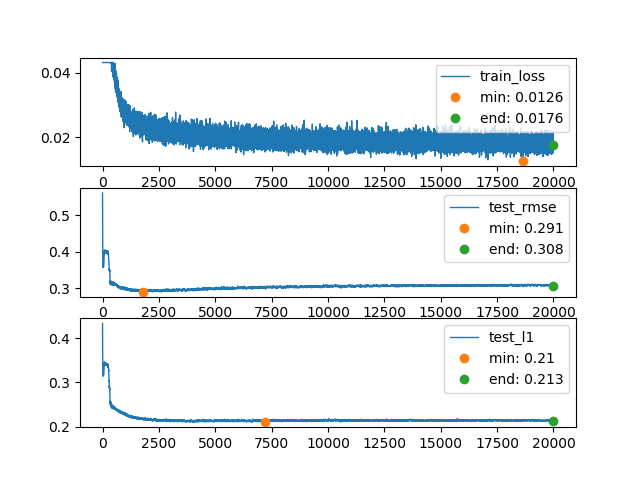 0.04
0.02
train_loss
min: 0.0126
end: 0.0176
0 2500 5000 7500 10000 12500 15000 17500 20000
0.5
0.4
0.3
test_rmse
min: 0.291
end: 0.308
0 2500 5000 7500 10000 12500 15000 17500 20000
0.4
0.3
0.2
test_l1
min: 0.21
end: 0.213
0 2500 5000 7500 10000 12500 15000 17500 20000